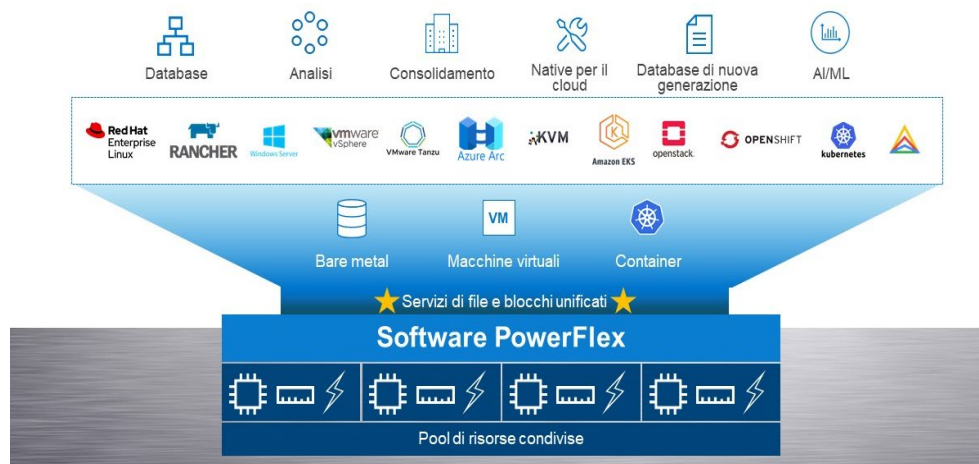 Database
Analisi
Consolidamento
Native per il
cloud
Database di nuova
generazione
AI/ML
Red Hat
Enterprise
Linux
RANCHER
Windows Server
vmware
vSphere
VMware Tanzu
Azure Arc
KVM
Amazon EKS
openstack.
OPENSHIFT
kubernetes
Bare metal
VM
Macchine virtuali
Container
Servizi di file e blocchi unificati
Software PowerFlex
Pool di risorse condivise